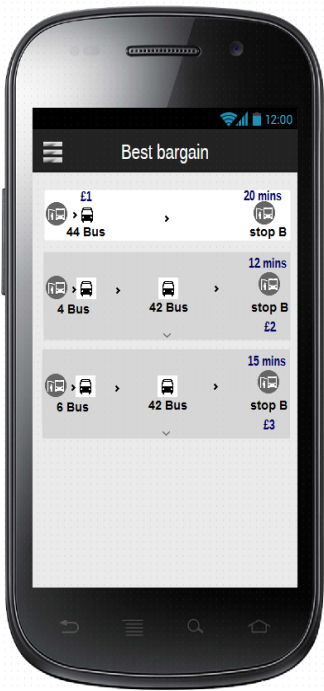 12:00
Best bargain
£1 20 mins
44 Bus stop B
12 mins
4 Bus 42 Bus stop B
£2
15 mins
6 Bus 42 Bus stop B
£3